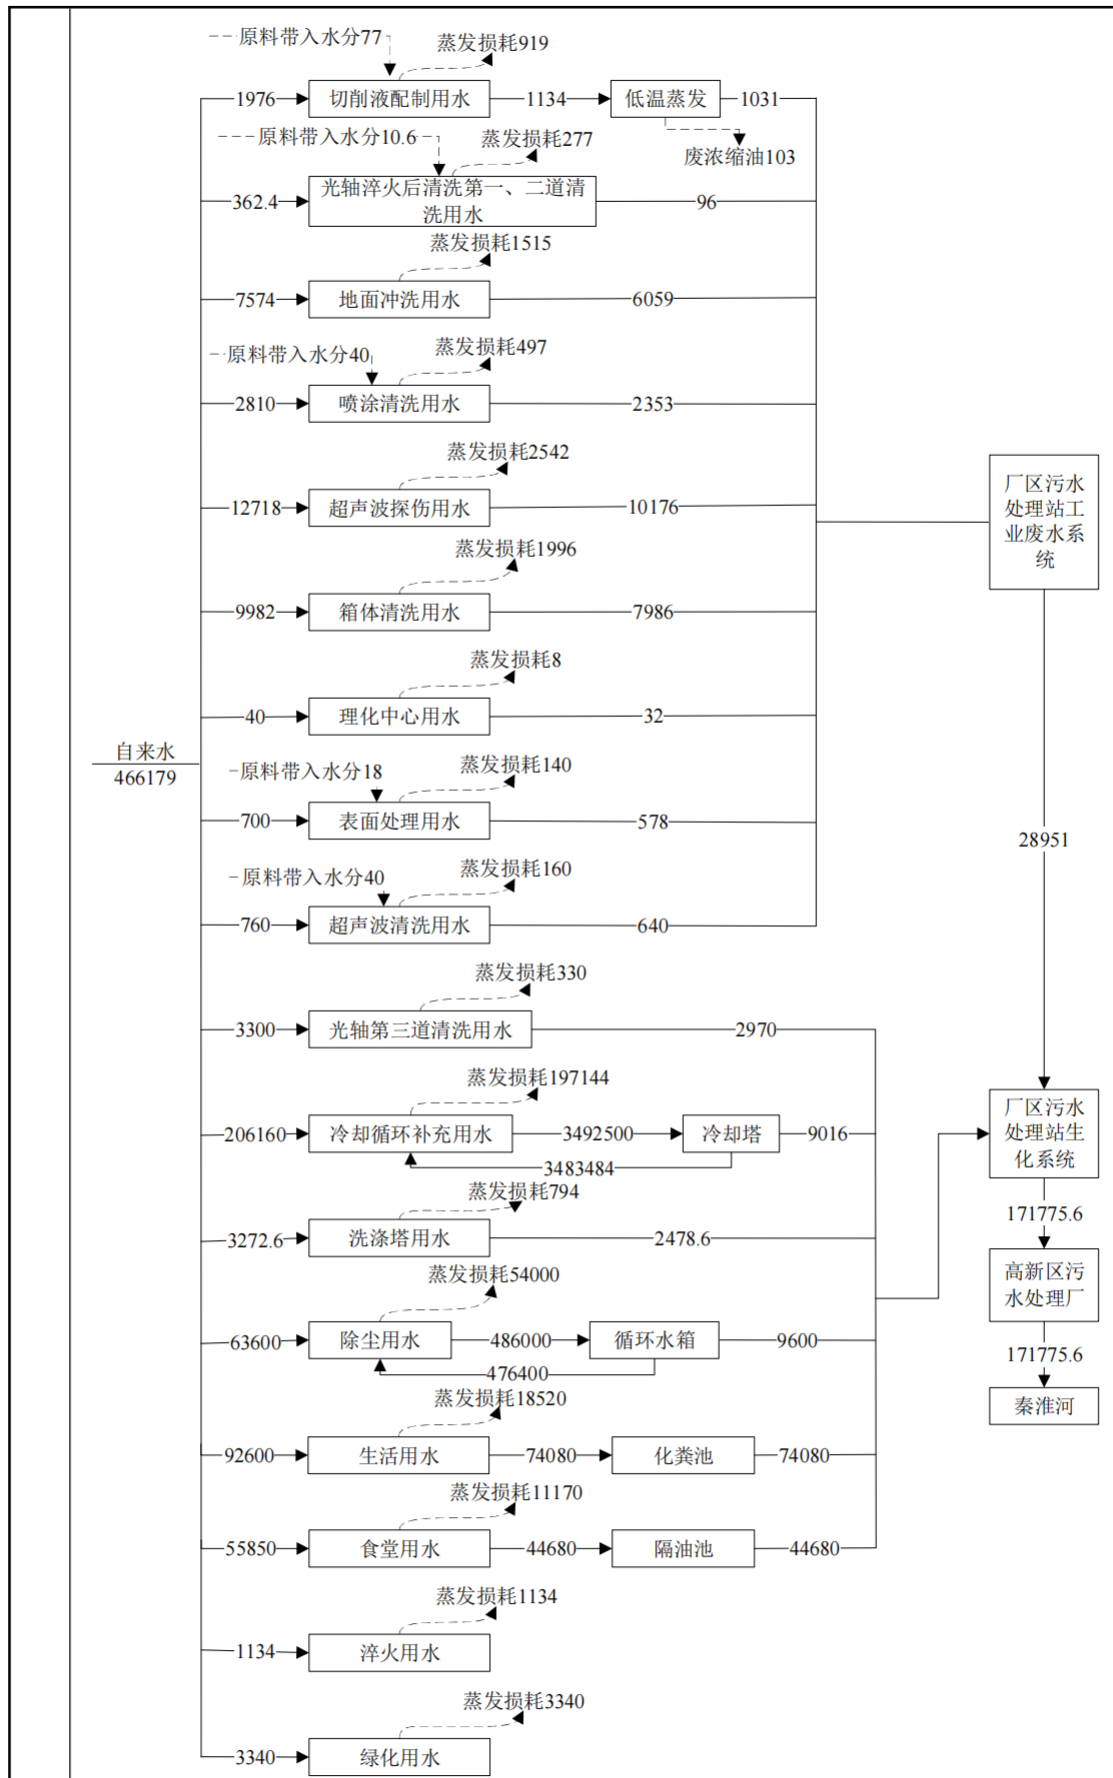 原料带入水分77
蒸发损耗919
1976
切削液配制用水
1134
低温蒸发
1031
废浓缩油103
原料带入水分10.6
蒸发损耗277
362.4
光轴淬火后清洗第一、二道清
洗用水
96
蒸发损耗1515
7574
地面冲洗用水
6059
原料带入水分40
蒸发损耗497
2810
喷涂清洗用水
2353
蒸发损耗2542
12718
超声波探伤用水
10176
厂区污水
处理站工
业废水系
统
蒸发损耗1996
9982
箱体清洗用水
7986
蒸发损耗8
40
理化中心用水
32
自来水
466179
原料带入水分18
蒸发损耗140
700
表面处理用水
578
28951
原料带入水分40
蒸发损耗160
760
超声波清洗用水
640
蒸发损耗330
3300
光轴第三道清洗用水
2970
蒸发损耗197144
206160
冷却循环补充用水
3492500
冷却塔
9016
3483484
厂区污水
处理站生
化系统
蒸发损耗794
3272.6
洗涤塔用水
2478.6
171775.6
高新区污
水处理厂
蒸发损耗54000
63600
除尘用水
486000
循环水箱
9600
476400
171775.6
秦淮河
蒸发损耗18520
92600
生活用水
74080
化粪池
74080
蒸发损耗11170
55850
食堂用水
44680
隔油池
44680
蒸发损耗1134
1134
淬火用水
蒸发损耗3340
3340
绿化用水